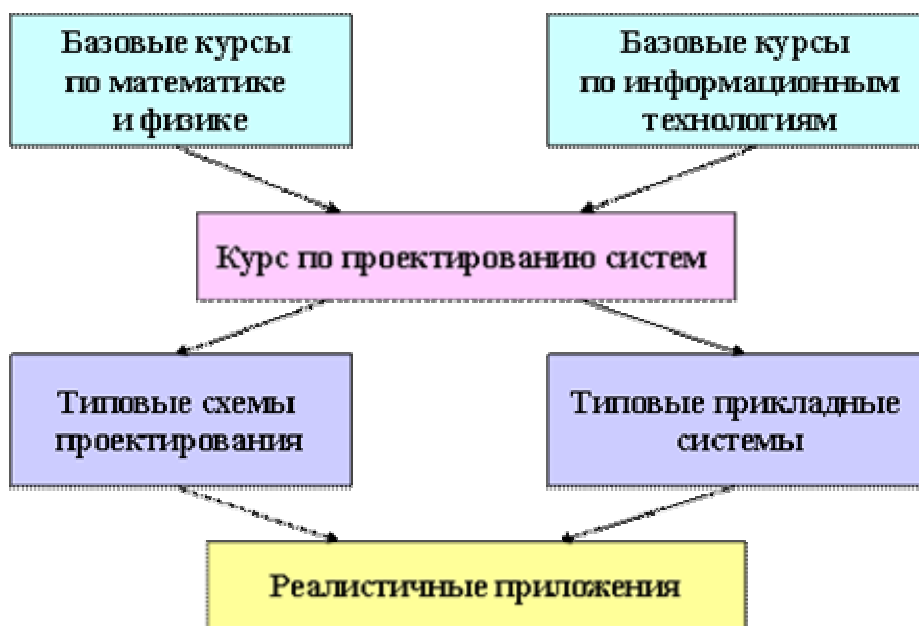 Базовые курсы
по математике
и физике
Базовые курсы
по информационным
технологиям
Курс по проектированию систем
Типовые схемы
проектирования
Типовые прикладные
системы
Реалистичные приложения